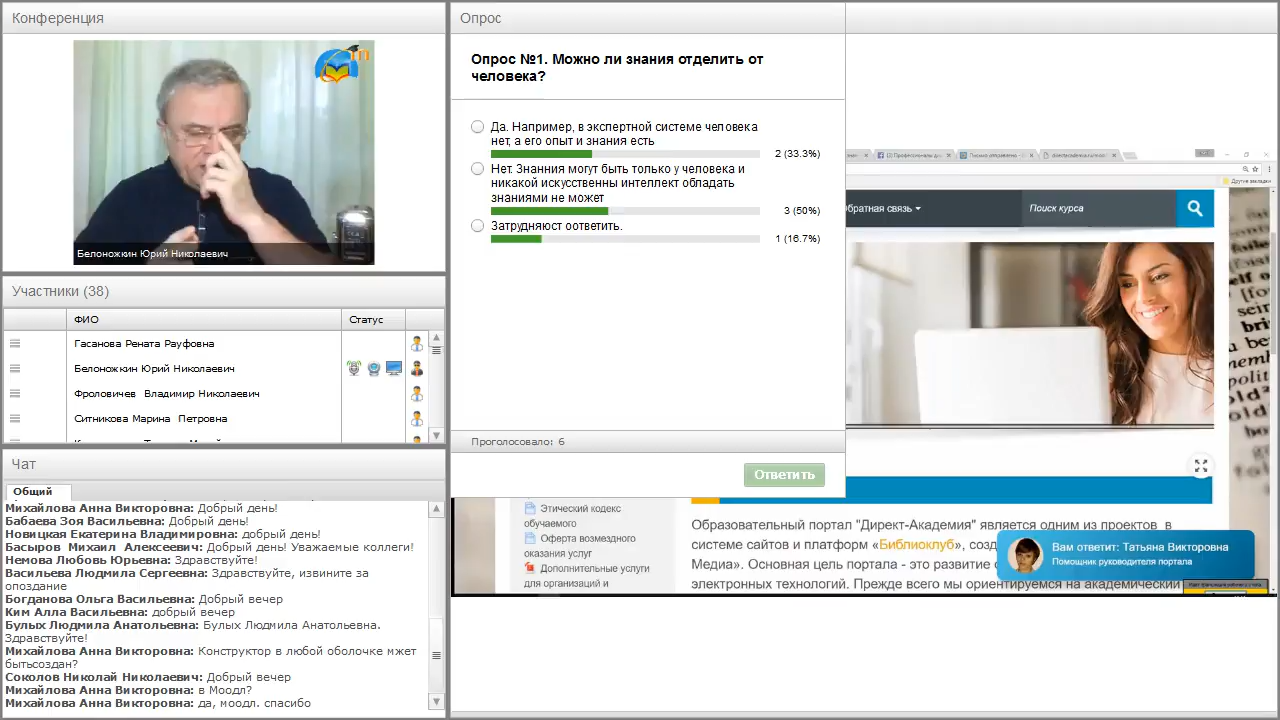 Конференция
ТП
Белоножкин Юрий Николаевич
Участники (38)
ФИО
Статус
Гасанова Рената Рауфовна
Белоножкин Юрий Николаевич
Фроловичев Владимир Николаевич
Ситникова Марина Петровна
Чат
Общий
Михайлова Анна Викторовна: Добрый день!
Бабаева Зоя Васильевна: Добрый день!
Новицкая Екатерина Владимировна: добрый день!
Басыров Михаил Алексеевич: Добрый день! Уважаемые коллеги!
Немова Любовь Юрьевна: Здравствуйте!
Васильева Людмила Сергеевна: Здравствуйте, извините за
опоздание
Богданова Ольга Васильевна: Добрый вечер
Ким Алла Васильевна: добрый вечер
Булых Людмила Анатольевна: Булых Людмила Анатольевна.
Здравствуйте!
Михайлова Анна Викторовна: Конструктор в любой оболочке мжет
бытьсоздан?
Соколов Николай Николаевич: Добрый вечер
Михайлова Анна Викторовна: в Моодл?
Михайлова Анна Викторовна: да, моодл. спасибо
Опрос
Опрос №1. Можно ли знания отделить от
человека?
Да. Например, в экспертной системе человека
нет, а его опыт и знания есть
2 (33.3%)
Нет. Знанния могут быть только у человека и
никакой искуственны интеллект обладать
знаниями не может
3 (50%)
Затрудняюст оответить.
1 (16.7%)
Проголосовало: 6
Ответить
братная связь
Поиск курса
Другие закладки
Этический кодекс
обучаемого
Оферта возмездного
оказания услуг
Дополнительные услуги
для организаций и
Образовательный портал "Директ-Академия" является одним из проектов в
системе сайтов и платформ «Библиоклуб», созд
Медиа». Основная цель портала - это развитие
электронных технологий. Прежде всего мы ориентируемся на академический
Вам ответит: Татьяна Викторовна
Помощник руководителя портала